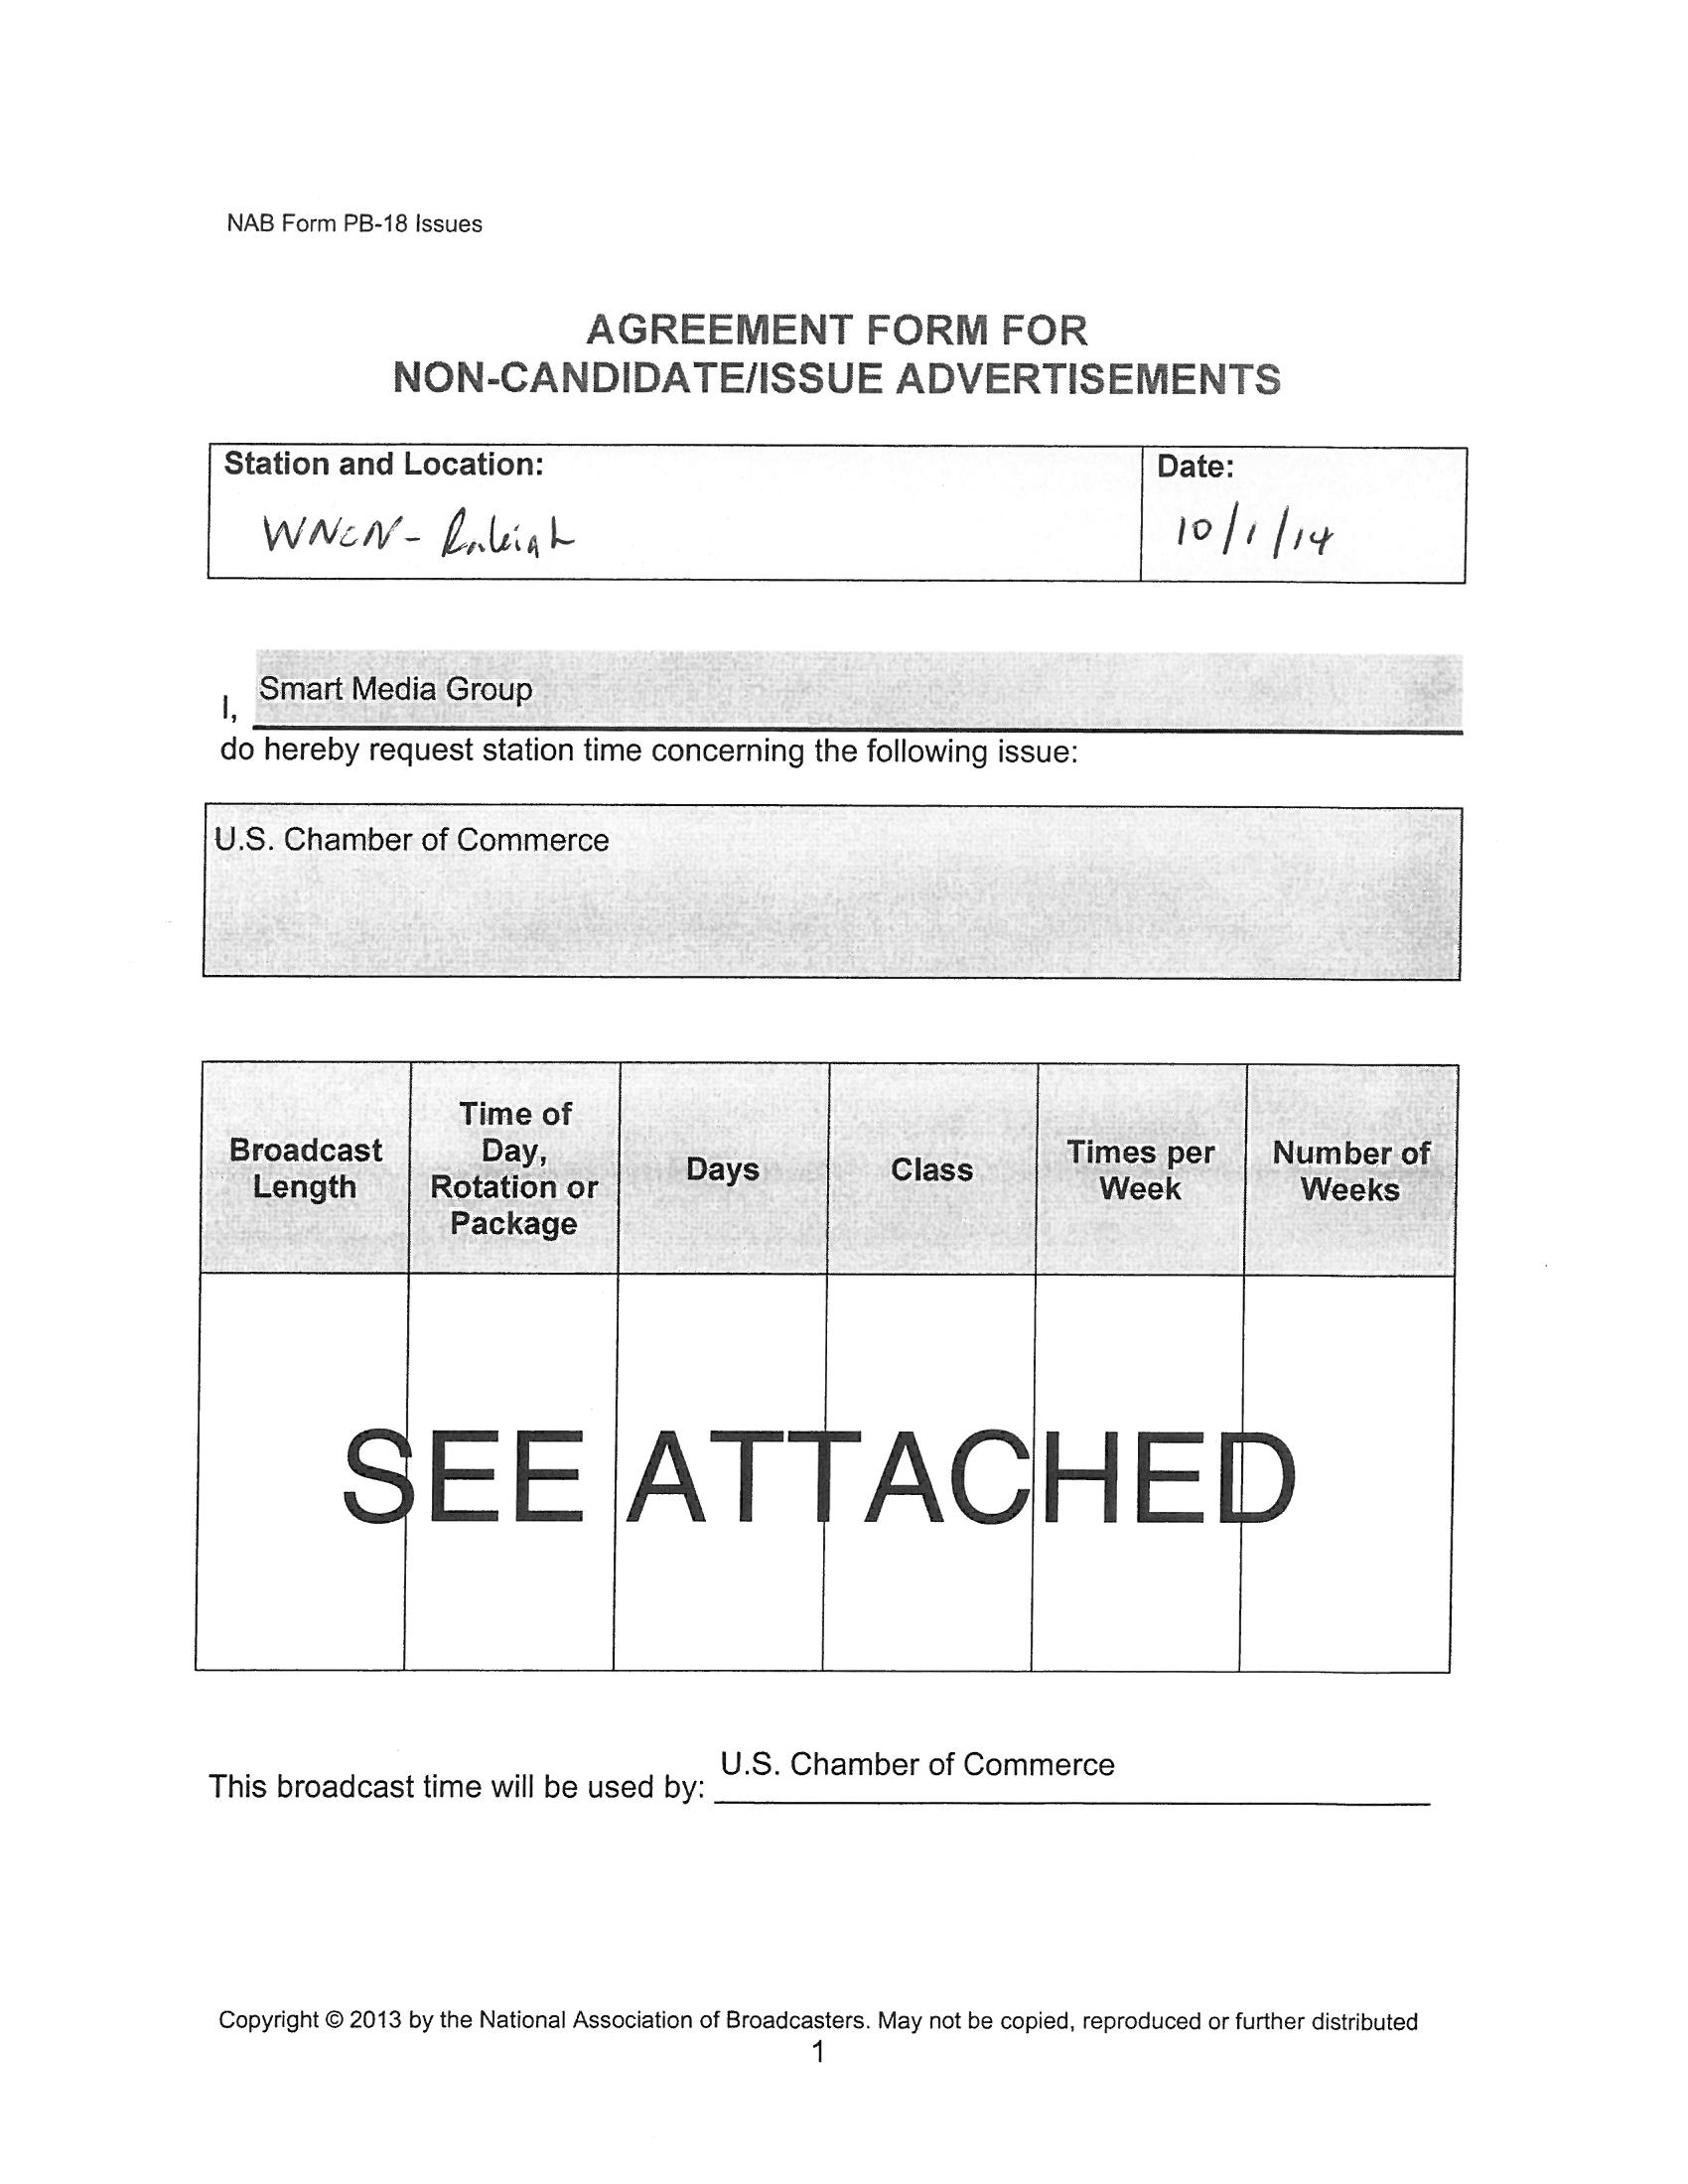 NAB Form PB-18 Issues
AGREEMENT FORM FOR
NON-CANDIDATE/ISSUE ADVERTISEMENTS
Station and Location:
Date:
WNCN- Raleigh
10/1/14
I, Smart Media Group
do hereby request station time concerning the following issue:
U.S. Chamber of Commerce
Broadcast Length
Time of Day, Rotation or Package
Days
Class
Times per Week
Number of Weeks
SEE ATTACHED
This broadcast time will be used by: U.S. Chamber of Commerce
Copyright © 2013 by the National Association of Broadcasters. May not be copied, reproduced or further distributed
1